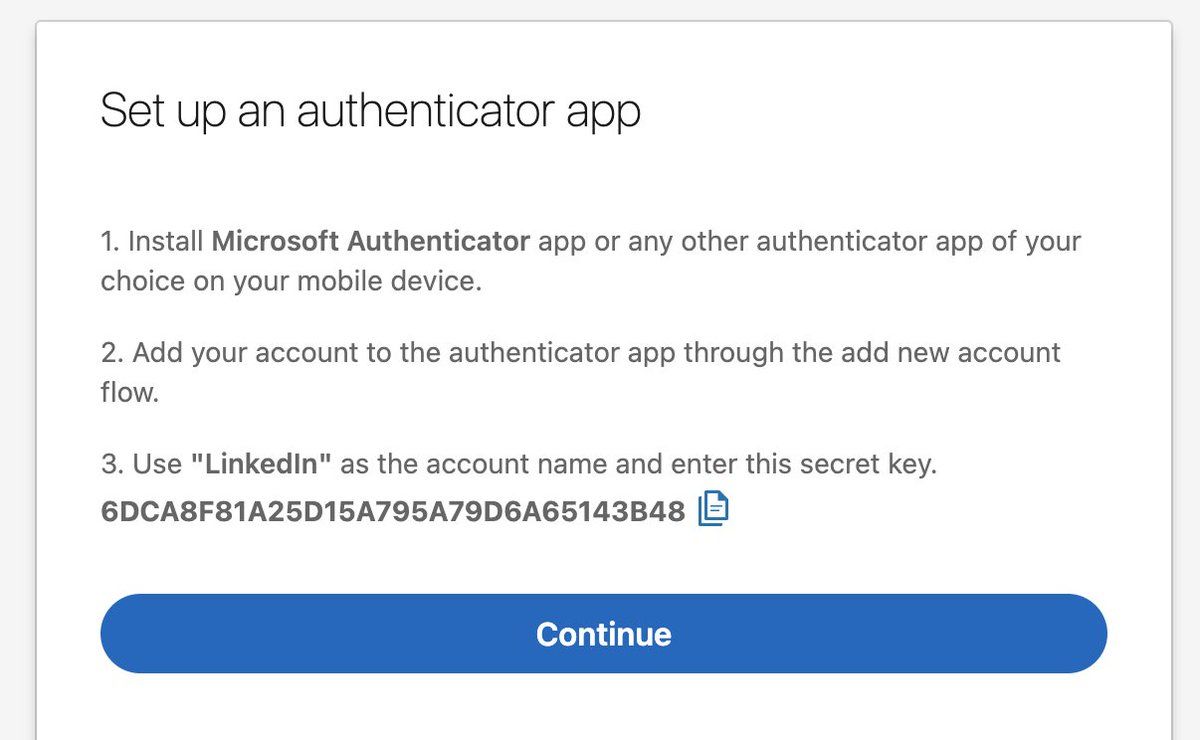 Set up an authenticator app
1. Install Microsoft Authenticator app or any other authenticator app of your
choice on your mobile device.
2. Add your account to the authenticator app through the add new account
flow.
3. Use "LinkedIn" as the account name and enter this secret key.
6DCA8F81A25D15A795A79D6A65143B48
Continue